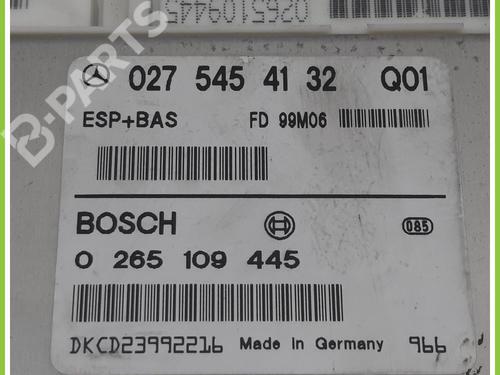 0265109445
B-PARTS
027 545 41 32 Q01
ESP+BAS FD 99M06
BOSCH 085
0 265 109 445
DKCD23992216 Made in Germany 966